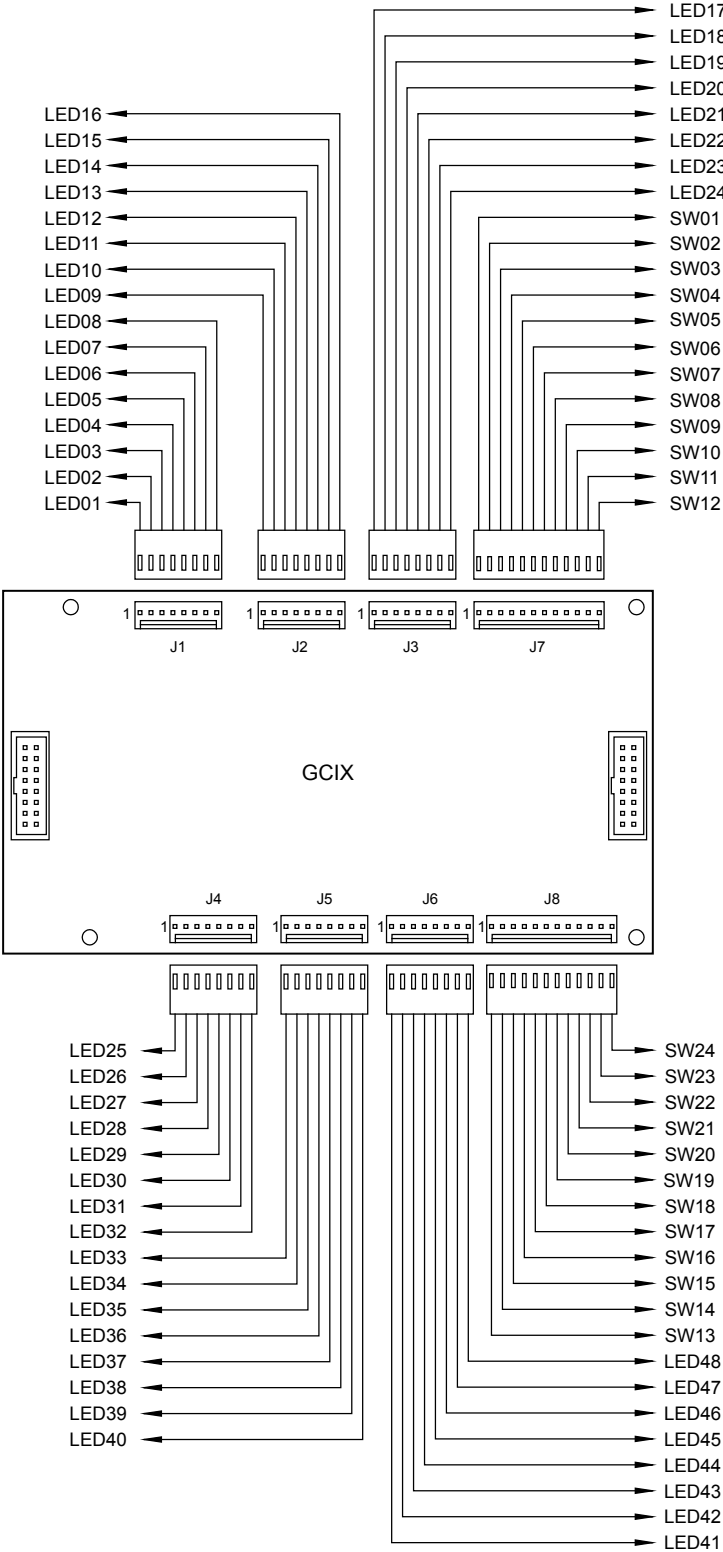 LED17
LED18
LED19
LED20
LED16 LED21
LED15 LED22
LED14 LED23
LED13 LED24
LED12 SW01
LED11 SW02
LED10 SW03
LED09 SW04
LED08 SW05
LED07 SW06
LED06 SW07
LED05 SW08
LED04 SW09
LED03 SW10
LED02 SW11
LED01 SW12
1 1 1 1
J1 J2 J3 J7
GCIX
J4 J5 J6 J8
1 1 1 1
LED25 SW24
LED26 SW23
LED27 SW22
LED28 SW21
LED29 SW20
LED30 SW19
LED31 SW18
LED32 SW17
LED33 SW16
LED34 SW15
LED35 SW14
LED36 SW13
LED37 LED48
LED38 LED47
LED39 LED46
LED40 LED45
LED44
LED43
LED42
LED41